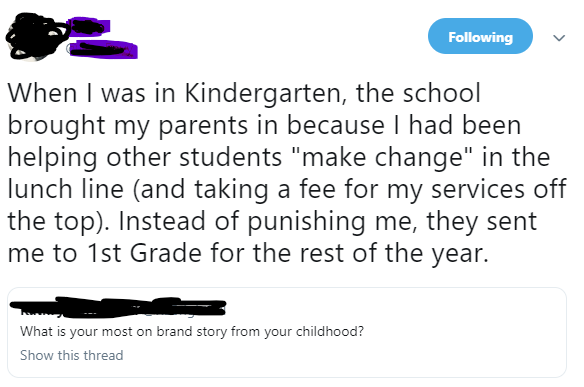 Following
When I was in Kindergarten, the school
brought my parents in because I had been
helping other students "make change" in the
lunch line (and taking a fee for my services off
the top). Instead of punishing me, they sent
me to 1st Grade for the rest of the year.
What is your most on brand story from your childhood?
Show this thread